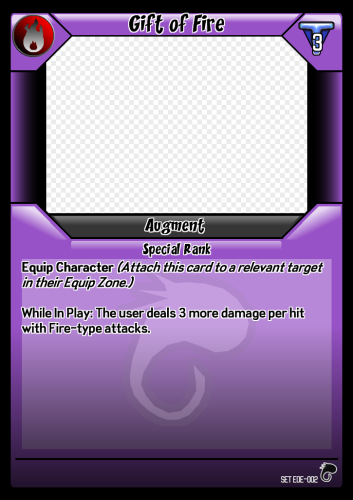 Gift of Fire
3
Augment
Special Rank
Equip Character (Attach this card to a relevant target
in their Equip Zone.)
While In Play: The user deals 3 more damage per hit
with Fire-type attacks.
SET EDE-002